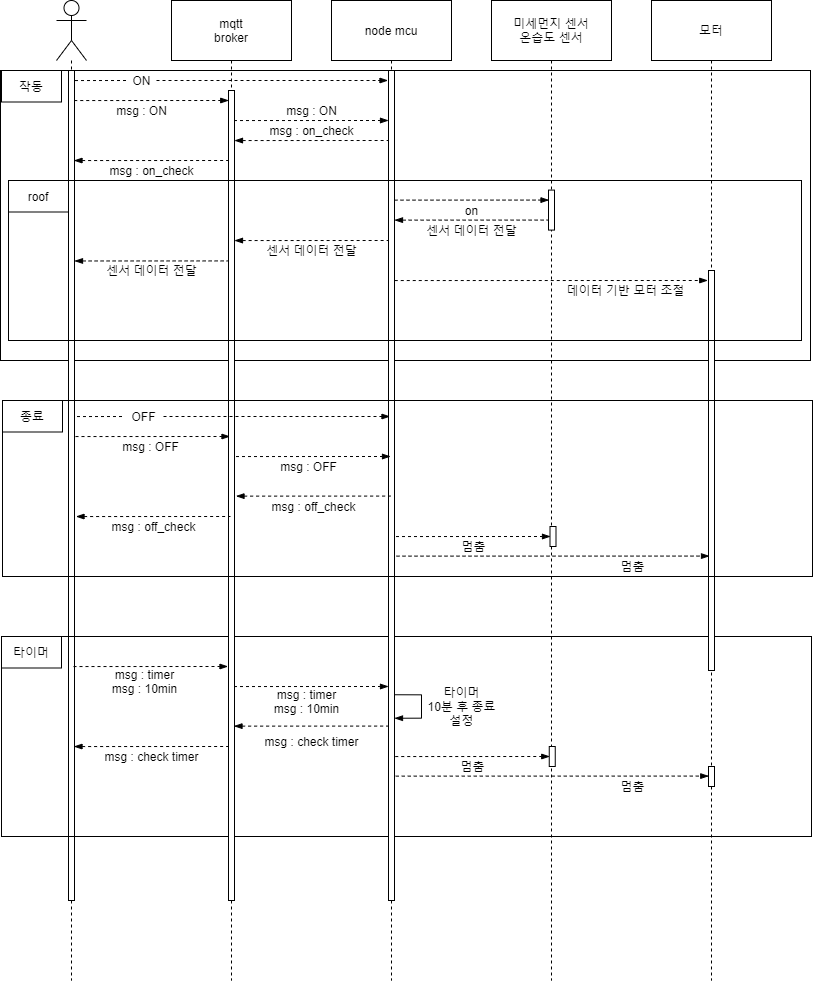 mqtt
broker
node mcu
미세먼지 센서
온습도 센서
모터
작동
ON
msg : ON
msg : ON
msg : on_check
msg : on_check
roof
on
센서 데이터 전달
센서 데이터 전달
센서 데이터 전달
데이터 기반 모터 조절
종료
OFF
msg : OFF
msg : OFF
msg : off_check
msg : off_check
멈춤
멈춤
타이머
msg : timer
msg : 10min
msg : timer
msg : 10min
타이머
10분 후 종료
설정
msg : check timer
msg : check timer
멈춤
멈춤